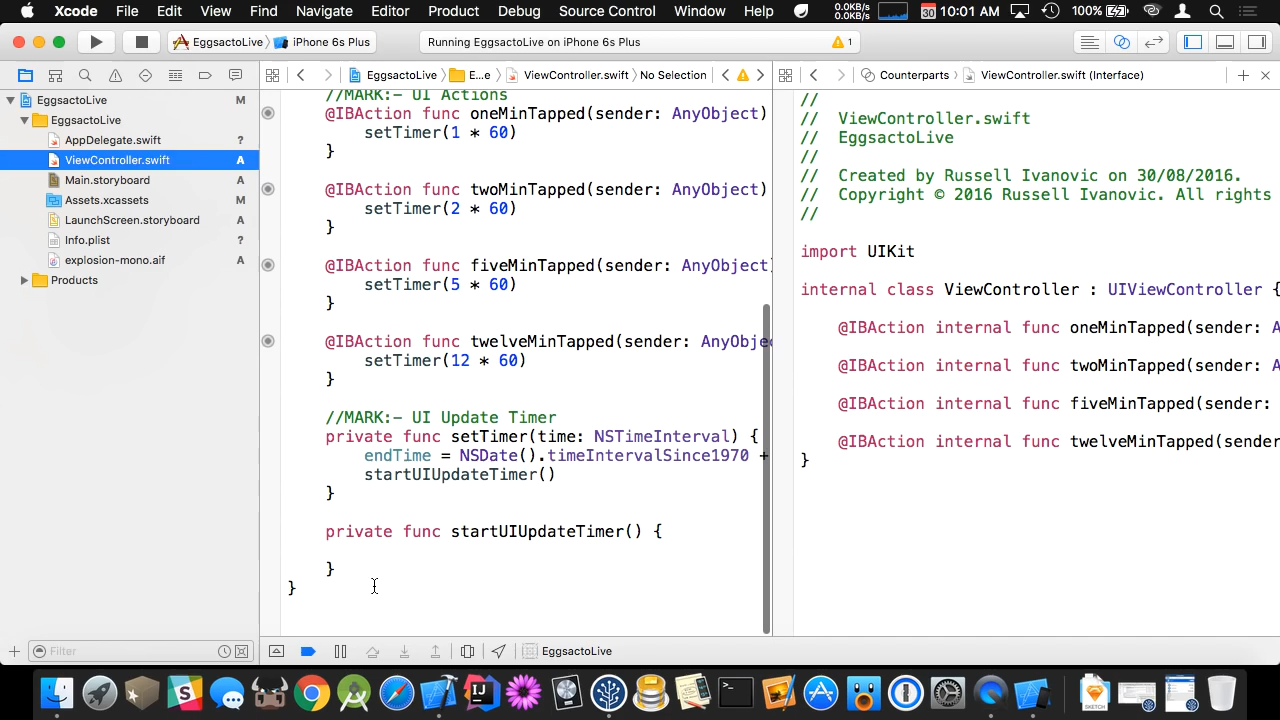 Xcode File Edit View Find Navigate Editor Product Debug Source Control Window Help 0.0KB/s 0.0KB/s 30 10:01 AM 100%
EggsactoLive iPhone 6s Plus Running EggsactoLive on iPhone 6s Plus 1
EggsactoLive E...e ViewController.swift No Selection Counterparts ViewController.swift (Interface)
EggsactoLive M
EggsactoLive
AppDelegate.swift ?
ViewController.swift A
Main.storyboard A
Assets.xcassets M
LaunchScreen.storyboard A
Info.plist ?
explosion-mono.aif A
Products
Filter
//MARK:- UI Actions
@IBAction func oneMinTapped(sender: AnyObject)
setTimer(1 * 60)
}
@IBAction func twoMinTapped(sender: AnyObject)
setTimer(2 * 60)
}
@IBAction func fiveMinTapped(sender: AnyObject)
setTimer(5 * 60)
}
@IBAction func twelveMinTapped(sender: AnyObje
setTimer(12 * 60)
}
//MARK:- UI Update Timer
private func setTimer(time: NSTimeInterval) {
endTime = NSDate().timeIntervalSince1970 +
startUIUpdateTimer()
}
private func startUIUpdateTimer() {
}
}
//
// ViewController.swift
// EggsactoLive
//
// Created by Russell Ivanovic on 30/08/2016.
// Copyright © 2016 Russell Ivanovic. All rights
//
import UIKit
internal class ViewController : UIViewController {
@IBAction internal func oneMinTapped(sender: A
@IBAction internal func twoMinTapped(sender: A
@IBAction internal func fiveMinTapped(sender:
@IBAction internal func twelveMinTapped(sender
}
EggsactoLive